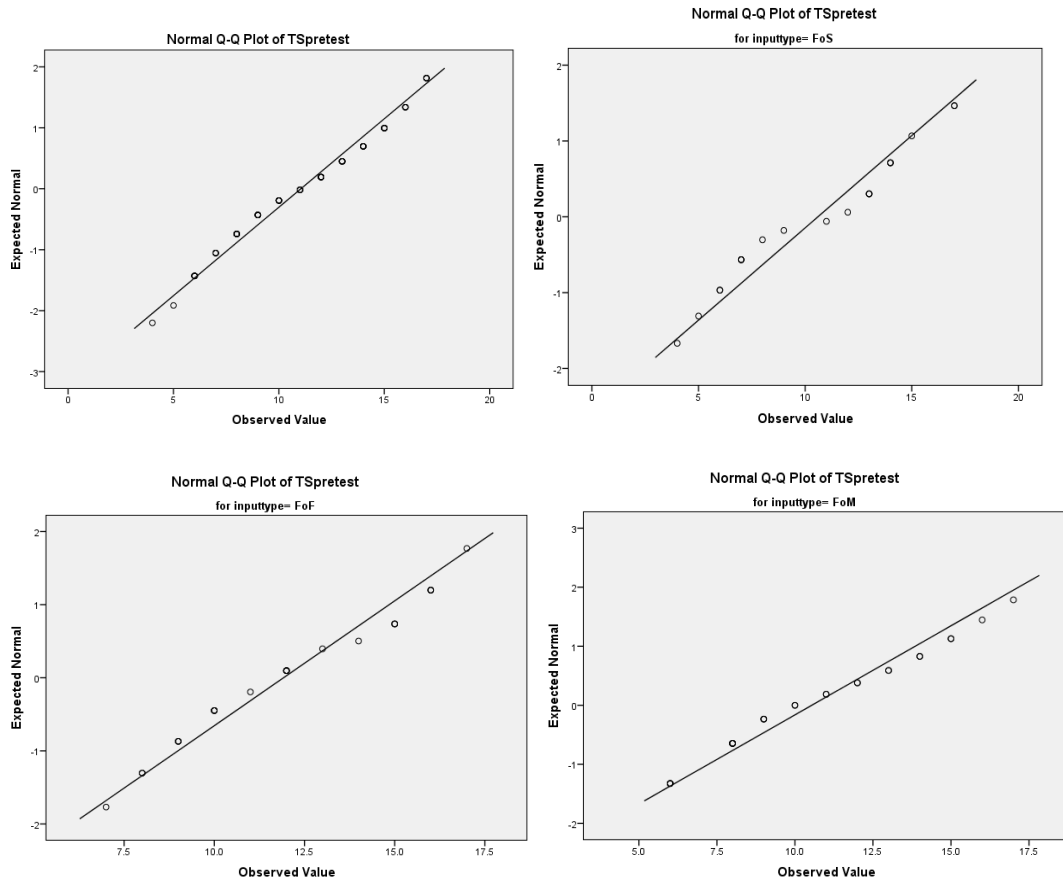 Normal Q-Q Plot of TSpretest
2
1
0
-1
-2
-3
Expected Normal
0 5 10 15 20
Observed Value
Normal Q-Q Plot of TSpretest
for inputtype= FoS
2
1
0
-1
-2
Expected Normal
0 5 10 15 20
Observed Value
Normal Q-Q Plot of TSpretest
for inputtype= FoF
2
1
0
-1
-2
Expected Normal
7.5 10.0 12.5 15.0 17.5
Observed Value
Normal Q-Q Plot of TSpretest
for inputtype= FoM
3
2
1
0
-1
-2
Expected Normal
5.0 7.5 10.0 12.5 15.0 17.5
Observed Value